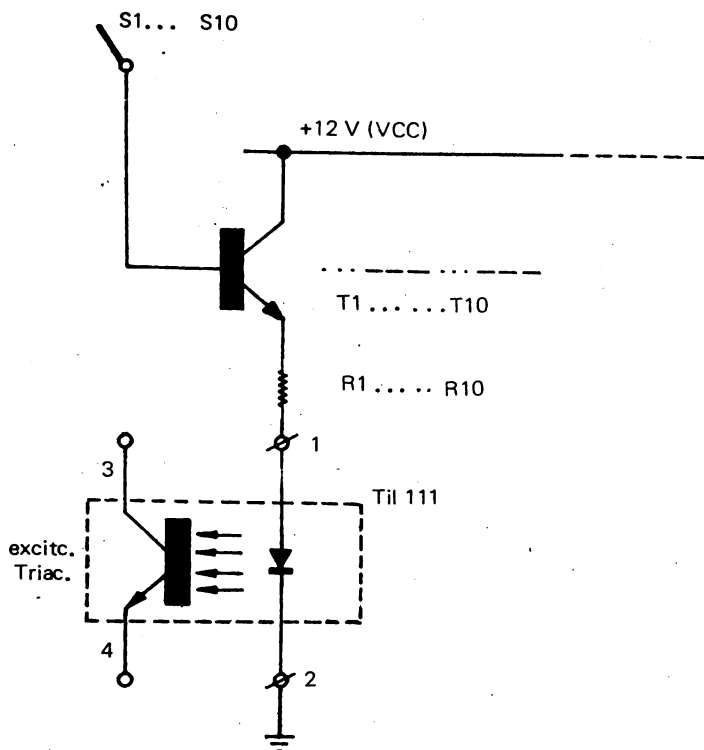 S1... S10
+12 V (VCC)
T1......T10
R1..... R10
1
3
Til 111
excitc.
Triac.
4
2